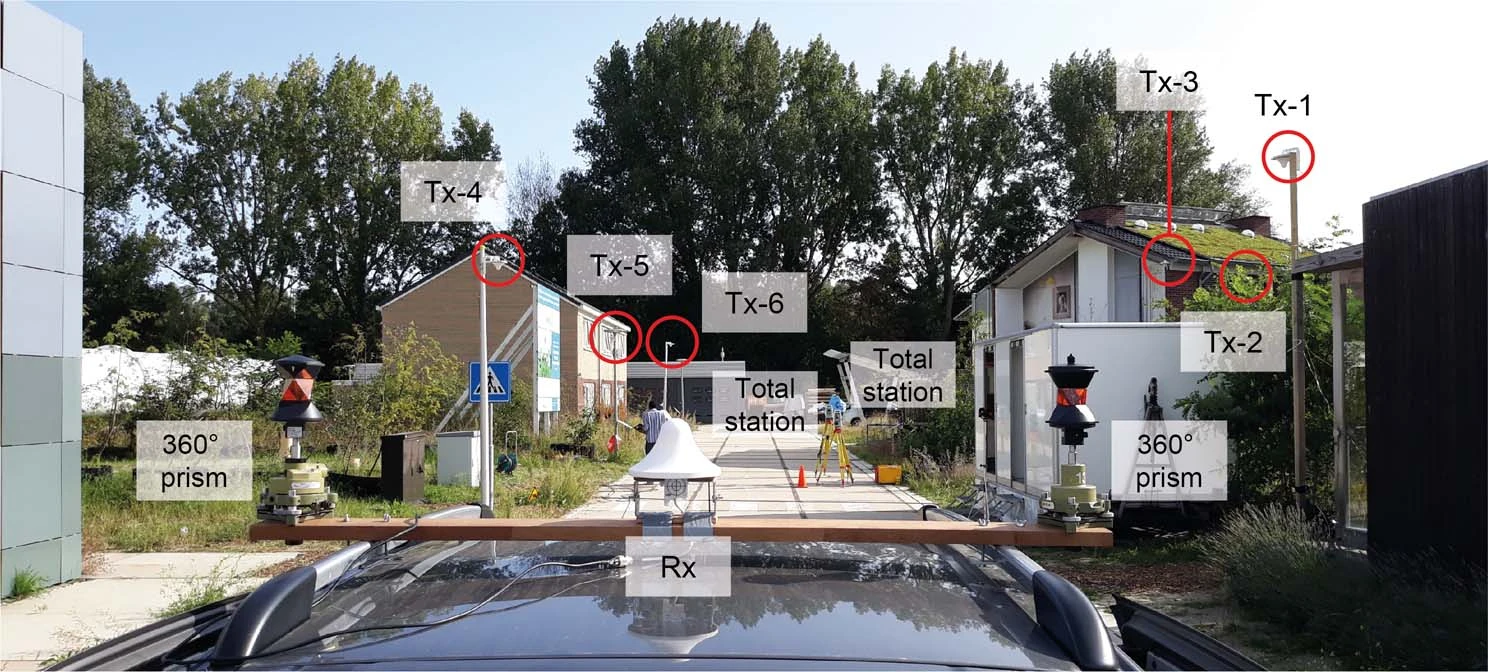 Tx-3
Tx-1
Tx-4
Tx-5
Tx-6
Tx-2
Total
station
Total
station
360°
prism
360°
prism
Rx